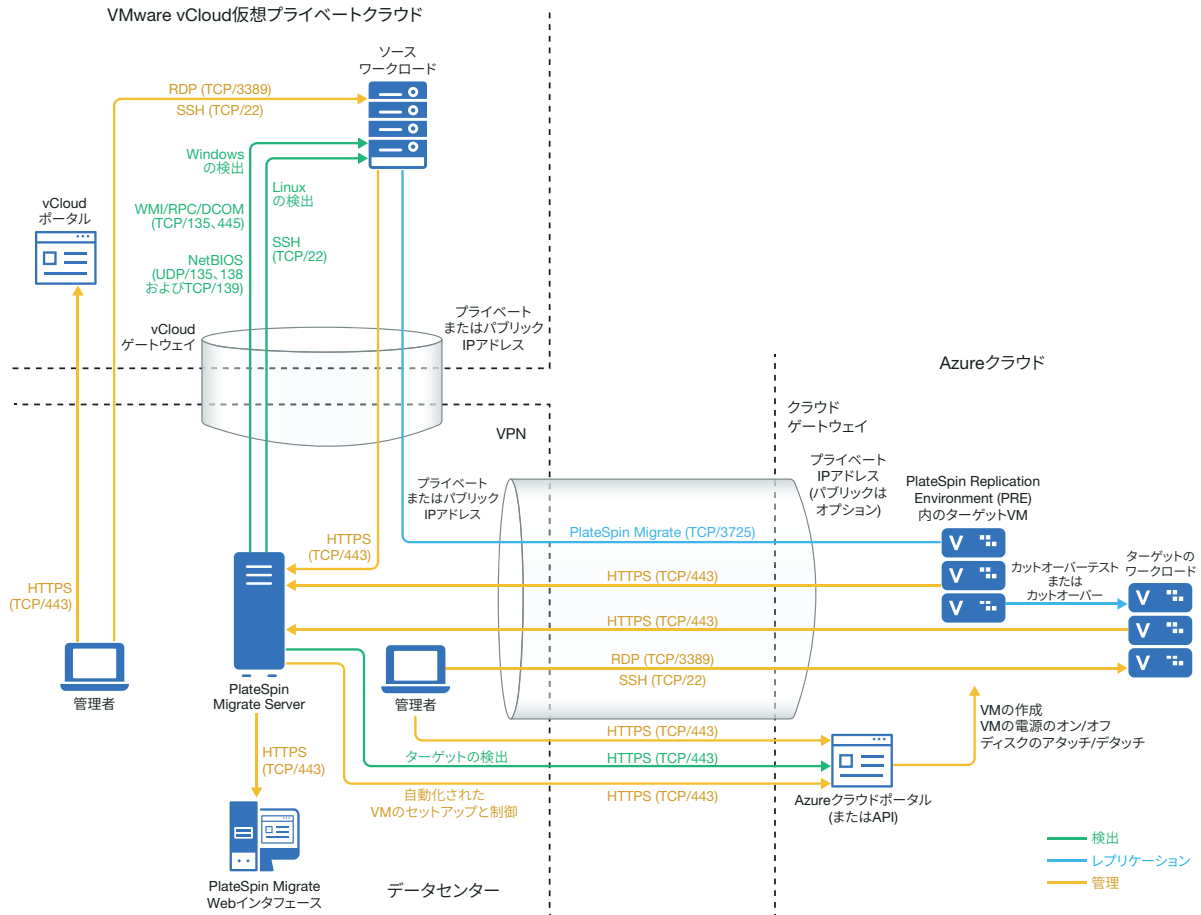 VMware vCloud仮想プライベートクラウド
ソース
ワークロード
RDP (TCP/3389)
SSH (TCP/22)
Windows
の検出
Linux
の検出
vCloud
ポータル
WMI/RPC/DCOM
(TCP/135、445)
SSH
(TCP/22)
NetBIOS
(UDP/135、138
およびTCP/139)
vCloud
ゲートウェイ
プライベート
またはパブリック
IPアドレス
Azureクラウド
クラウド
ゲートウェイ
VPN
プライベート
またはパブリック
IPアドレス
プライベート
IPアドレス
(パブリックは
オプション)
PlateSpin Replication
Environment (PRE)
内のターゲットVM
PlateSpin Migrate (TCP/3725)
HTTPS
(TCP/443)
HTTPS (TCP/443)
カットオーバーテスト
または
カットオーバー
ターゲットの
ワークロード
V
V
V
V
V
V
HTTPS
(TCP/443)
HTTPS (TCP/443)
RDP (TCP/3389)
SSH (TCP/22)
管理者
PlateSpin
Migrate Server
管理者
VMの作成
VMの電源のオン/オフ
ディスクのアタッチ/デタッチ
HTTPS (TCP/443)
HTTPS
(TCP/443)
ターゲットの検出
HTTPS (TCP/443)
自動化された
VMのセットアップと制御
HTTPS (TCP/443)
Azureクラウドポータル
(またはAPI)
PlateSpin Migrate
Webインタフェース
データセンター
検出
レプリケーション
管理